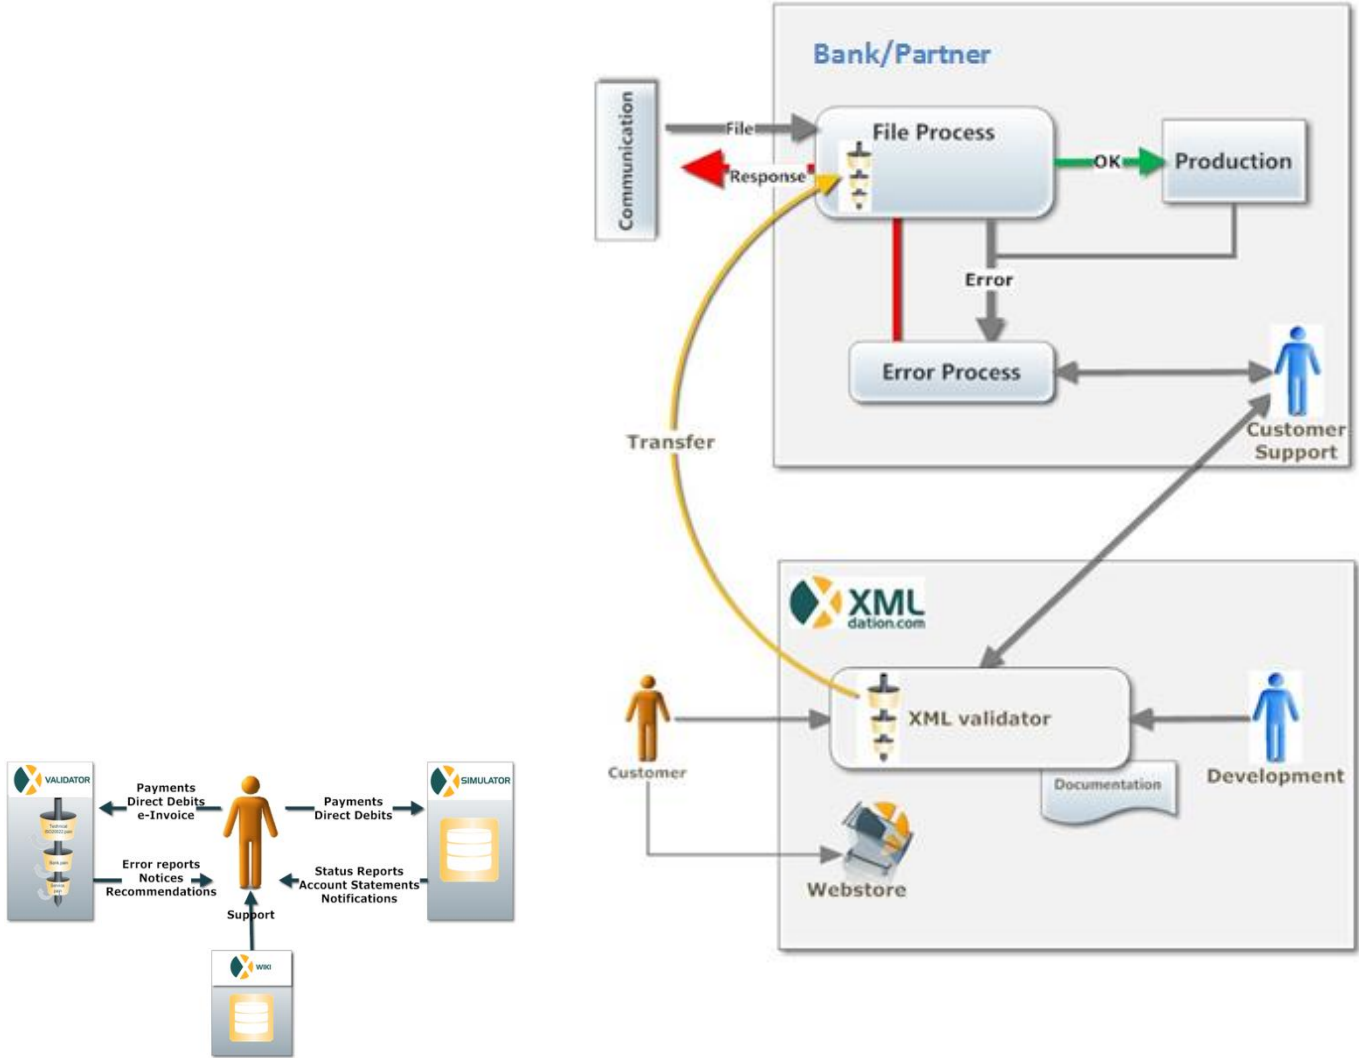 Bank/Partner
Communication
File
Response
File Process
OK
Production
Error
Error Process
Customer
Support
Transfer
XML
dation.com
XML validator
Customer
Development
Documentation
Webstore
VALIDATOR
Payments
Direct Debits
e-Invoice
Payments
Direct Debits
SIMULATOR
Error reports
Notices
Recommendations
Status Reports
Account Statements
Notifications
Support
WIKI